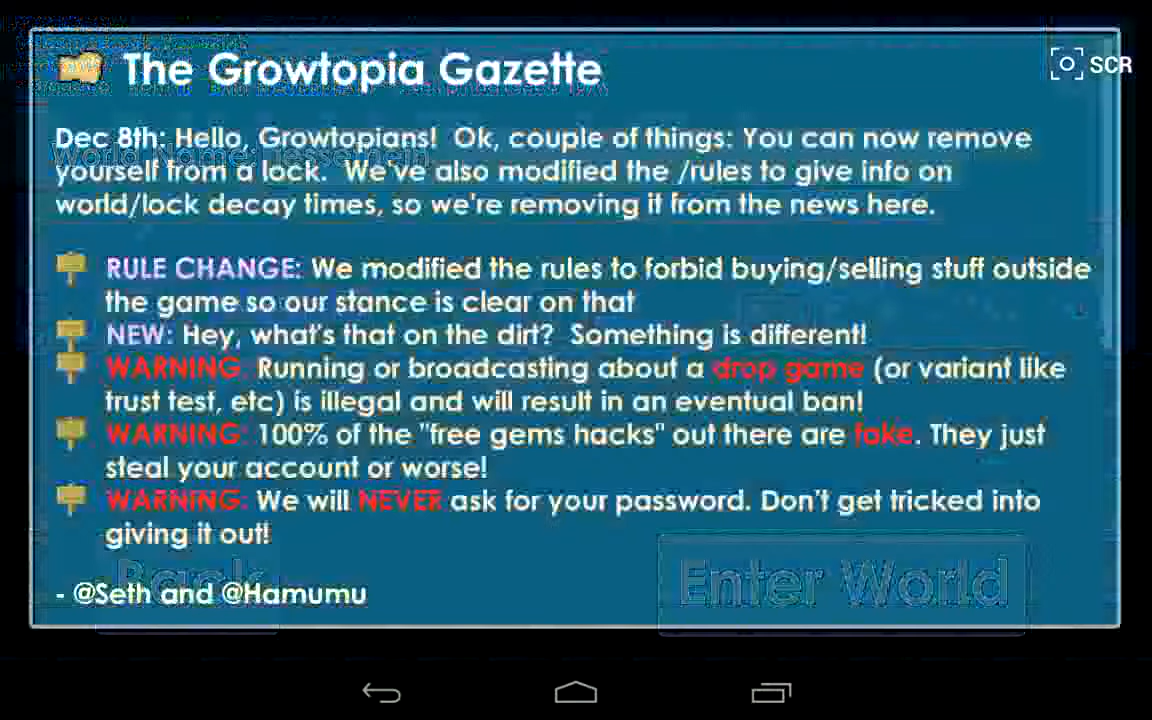 The Growtopia Gazette
SCR
Dec 8th: Hello, Growtopians!  Ok, couple of things: You can now remove
World Name:
yourself from a lock.  We've also modified the /rules to give info on
world/lock decay times, so we're removing it from the news here.
RULE CHANGE: We modified the rules to forbid buying/selling stuff outside
the game so our stance is clear on that
NEW: Hey, what's that on the dirt?  Something is different!
WARNING: Running or broadcasting about a drop game (or variant like
trust test, etc) is illegal and will result in an eventual ban!
WARNING: 100% of the "free gems hacks" out there are fake. They just
steal your account or worse!
WARNING: We will NEVER ask for your password. Don't get tricked into
giving it out!
Back
Enter World
- @Seth and @Hamumu